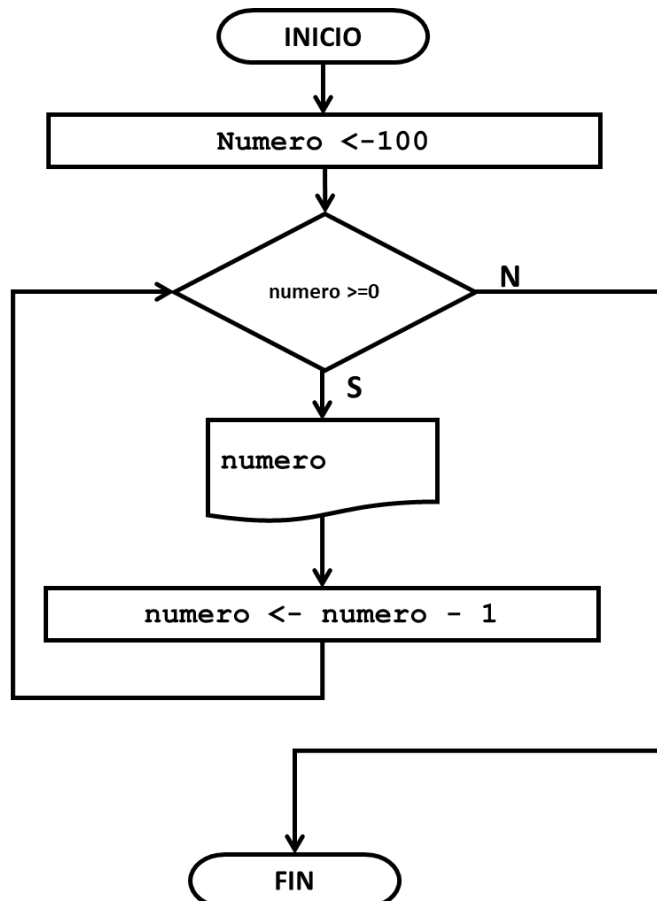 INICIO
Numero <-100
numero >=0
N
S
numero
numero <- numero - 1
FIN